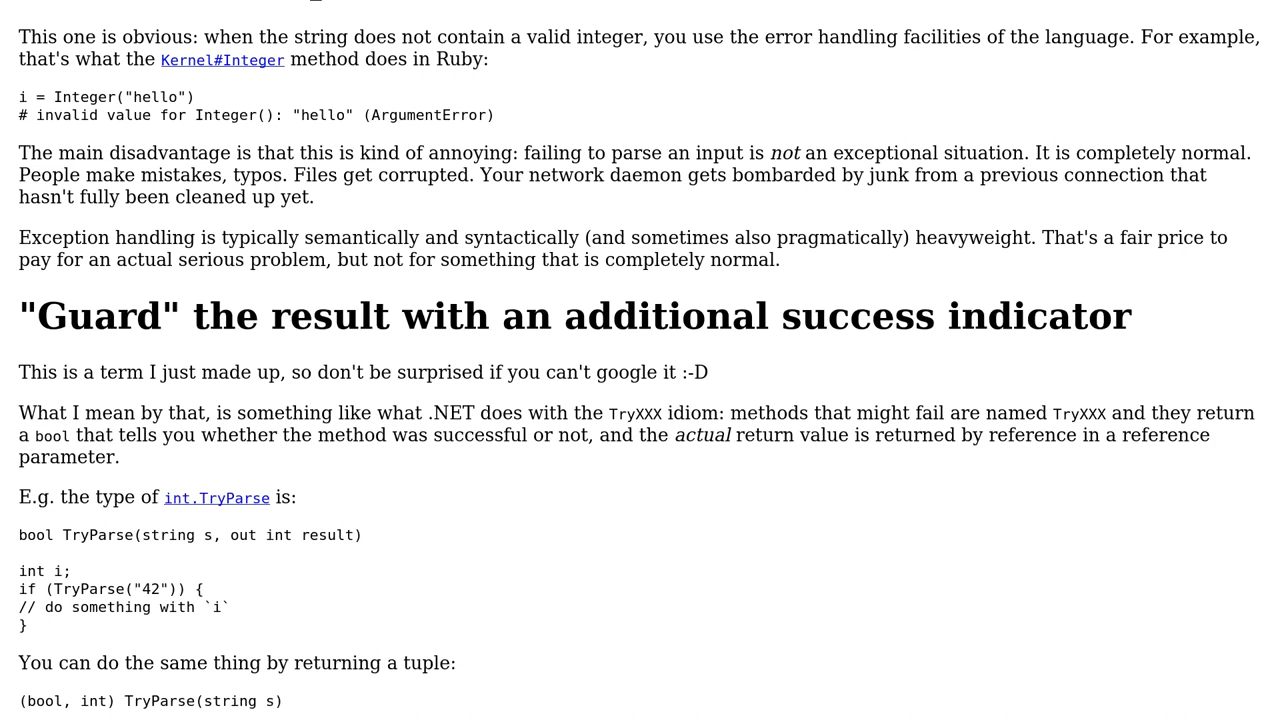 This one is obvious: when the string does not contain a valid integer, you use the error handling facilities of the language. For example,
that's what the Kernel#Integer method does in Ruby:
i = Integer("hello")
# invalid value for Integer(): "hello" (ArgumentError)
The main disadvantage is that this is kind of annoying: failing to parse an input is not an exceptional situation. It is completely normal.
People make mistakes, typos. Files get corrupted. Your network daemon gets bombarded by junk from a previous connection that
hasn't fully been cleaned up yet.
Exception handling is typically semantically and syntactically (and sometimes also pragmatically) heavyweight. That's a fair price to
pay for an actual serious problem, but not for something that is completely normal.
"Guard" the result with an additional success indicator
This is a term I just made up, so don't be surprised if you can't google it :-D
What I mean by that, is something like what .NET does with the TryXXX idiom: methods that might fail are named TryXXX and they return
a bool that tells you whether the method was successful or not, and the actual return value is returned by reference in a reference
parameter.
E.g. the type of int.TryParse is:
bool TryParse(string s, out int result)
int i;
if (TryParse("42")) {
// do something with `i`
}
You can do the same thing by returning a tuple:
(bool, int) TryParse(string s)